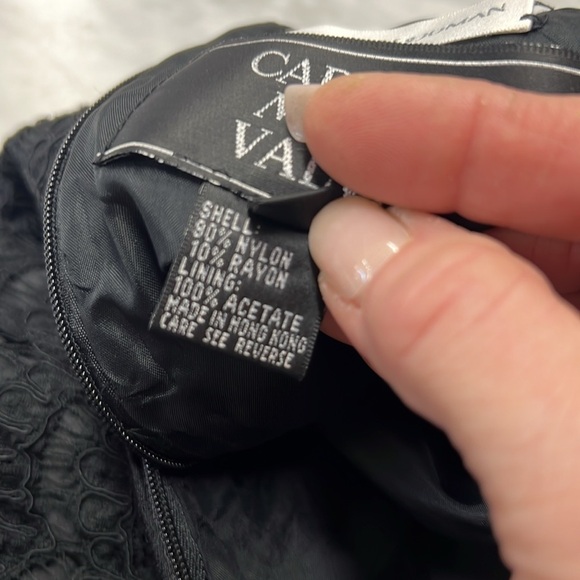 SHELL:
90% NYLON
10% RAYON
LINING:
100% ACETATE
MADE IN HONG KONG
CARE SEE REVERSE